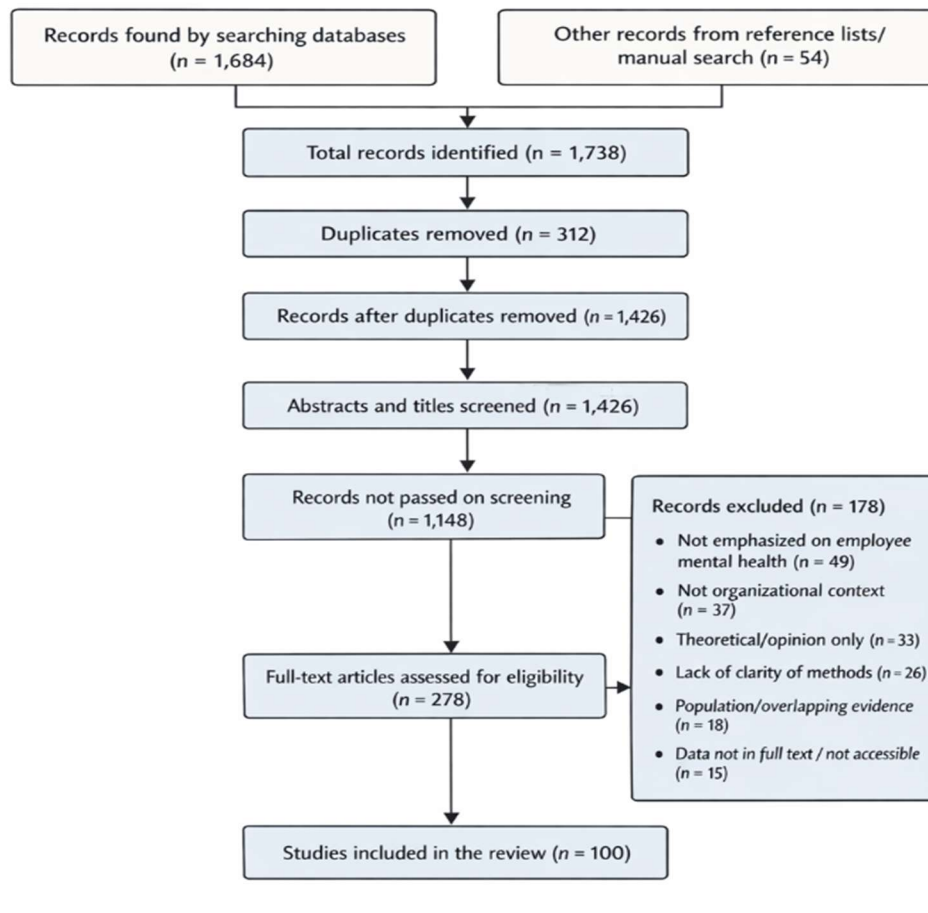 Records found by searching databases
(n = 1,684)
Other records from reference lists/
manual search (n = 54)
Total records identified (n = 1,738)
Duplicates removed (n = 312)
Records after duplicates removed (n = 1,426)
Abstracts and titles screened (n = 1,426)
Records not passed on screening
(n = 1,148)
Records excluded (n = 178)
• Not emphasized on employee
mental health (n = 49)
• Not organizational context
(n = 37)
• Theoretical/opinion only (n = 33)
• Lack of clarity of methods (n = 26)
• Population/overlapping evidence
(n = 18)
• Data not in full text / not accessible
(n = 15)
Full-text articles assessed for eligibility
(n = 278)
Studies included in the review (n = 100)